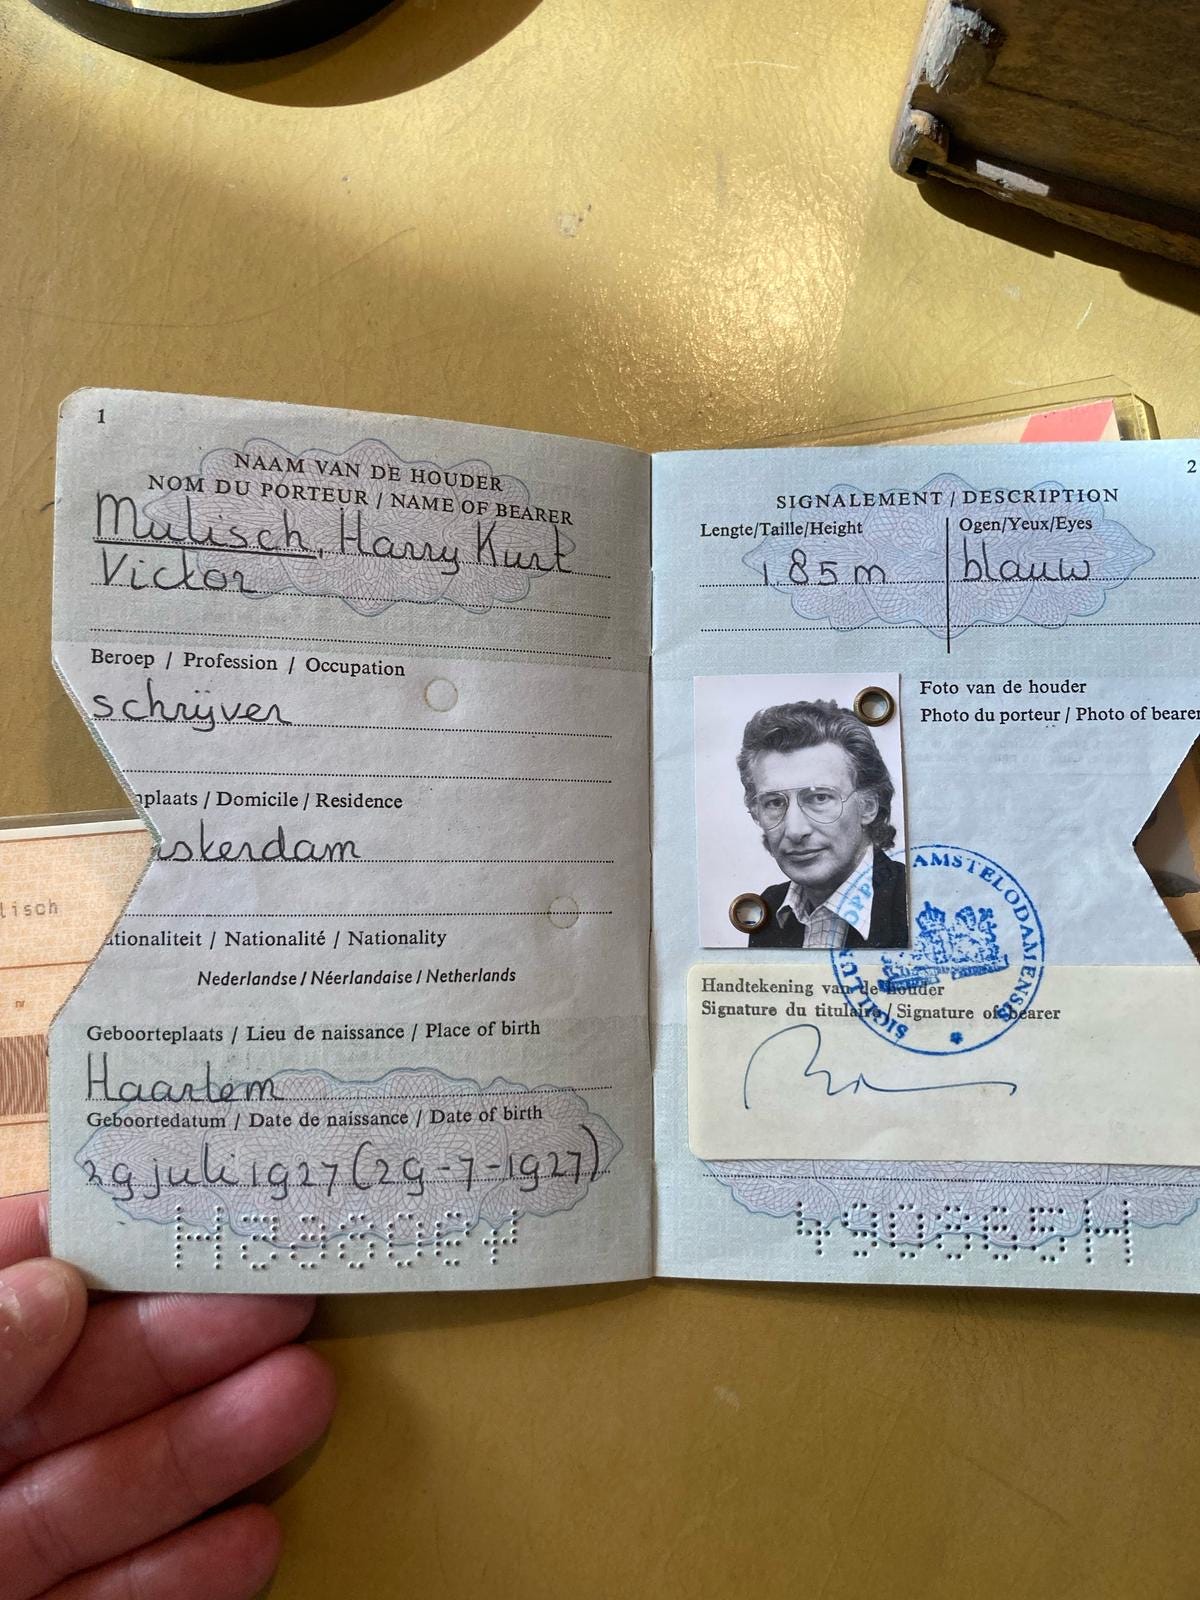 1
NAAM VAN DE HOUDER
NOM DU PORTEUR / NAME OF BEARER
Mulisch, Harry Kurt
Victor
Beroep / Profession / Occupation
schrijver
nplaats / Domicile / Residence
msterdam
ationaliteit / Nationalité / Nationality
Nederlandse / Néerlandaise / Netherlands
Geboorteplaats / Lieu de naissance / Place of birth
Haarlem
Geboortedatum / Date de naissance / Date of birth
29 juli 1927 (29-7-1927)
lisch
2
SIGNALEMENT / DESCRIPTION
Lengte/Taille/Height
Ogen/Yeux/Eyes
1 85 m
blauw
Foto van de houder
Photo du porteur / Photo of bearer
AMSTELODAMENSIS
Handtekening van de houder
Signature du titulaire / Signature of bearer